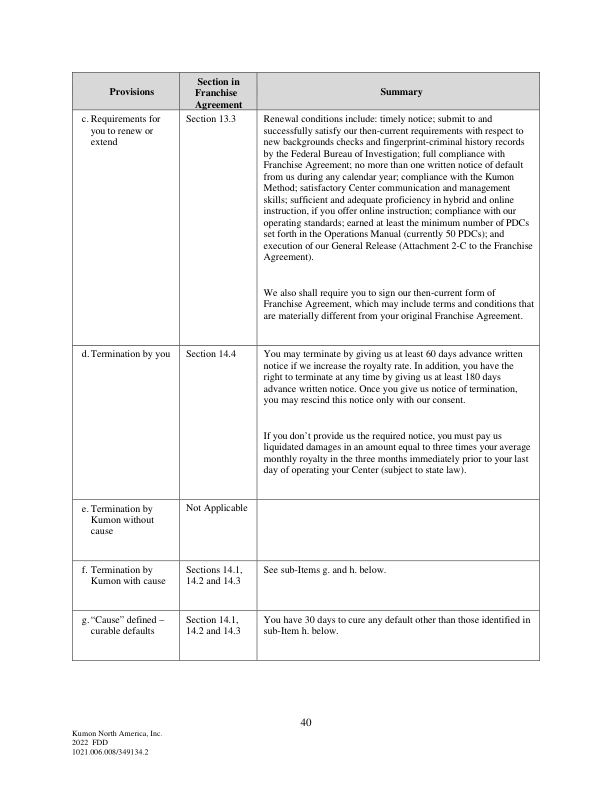 Provisions
Section in
Franchise
Agreement
Summary
c. Requirements for
you to renew or
extend
Section 13.3
Renewal conditions include: timely notice; submit to and
successfully satisfy our then-current requirements with respect to
new backgrounds checks and fingerprint-criminal history records
by the Federal Bureau of Investigation; full compliance with
Franchise Agreement; no more than one written notice of default
from us during any calendar year; compliance with the Kumon
Method; satisfactory Center communication and management
skills; sufficient and adequate proficiency in hybrid and online
instruction, if you offer online instruction; compliance with our
operating standards; earned at least the minimum number of PDCs
set forth in the Operations Manual (currently 50 PDCs); and
execution of our General Release (Attachment 2-C to the Franchise
Agreement).
We also shall require you to sign our then-current form of
Franchise Agreement, which may include terms and conditions that
are materially different from your original Franchise Agreement.
d. Termination by you
Section 14.4
You may terminate by giving us at least 60 days advance written
notice if we increase the royalty rate. In addition, you have the
right to terminate at any time by giving us at least 180 days
advance written notice. Once you give us notice of termination,
you may rescind this notice only with our consent.
If you don't provide us the required notice, you must pay us
liquidated damages in an amount equal to three times your average
monthly royalty in the three months immediately prior to your last
day of operating your Center (subject to state law).
e. Termination by
Kumon without
cause
Not Applicable
f. Termination by
Kumon with cause
Sections 14.1,
14.2 and 14.3
See sub-Items g. and h. below.
g. “Cause” defined –
curable defaults
Section 14.1,
14.2 and 14.3
You have 30 days to cure any default other than those identified in
sub-Item h. below.
40
Kumon North America, Inc.
2022 FDD
1021.006.008/349134.2